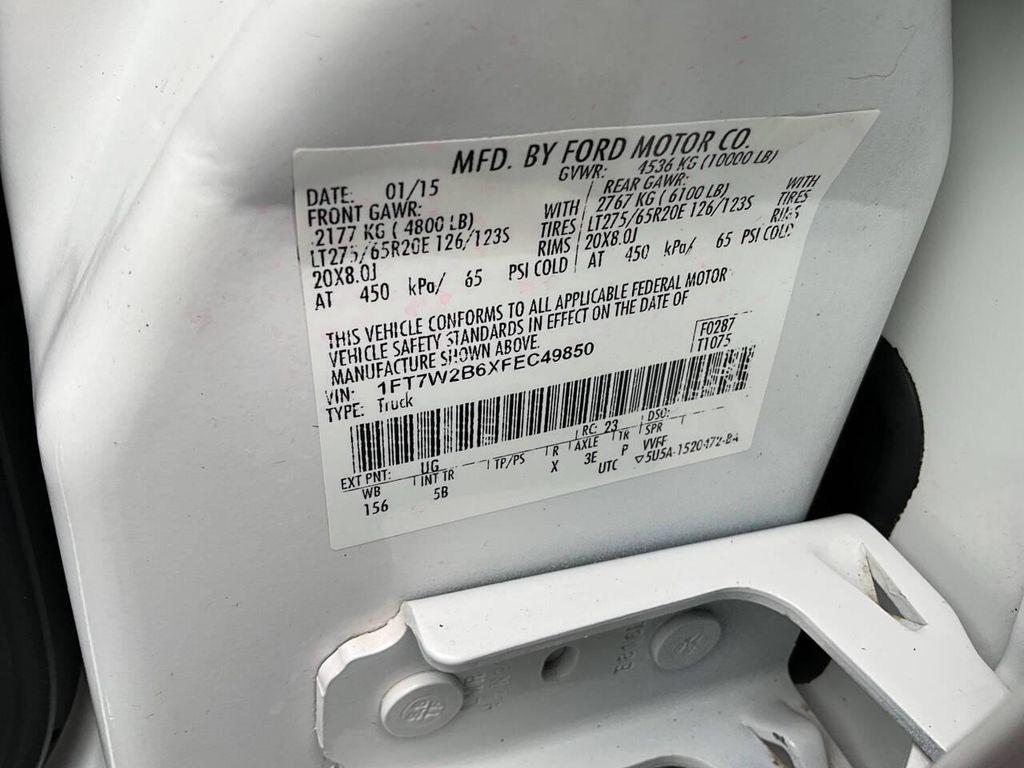 MFD. BY FORD MOTOR CO.
DATE: 01/15 GVWR: 4536 KG (10000 LB)
FRONT GAWR: REAR GAWR:
2177 KG ( 4800 LB) WITH 2767 KG ( 6100 LB) WITH
LT275/65R20E 126/123S TIRES LT275/65R20E 126/123S TIRES
20X8.0J RIMS 20X8.0J RIMS
AT 450 kPa/ 65 PSI COLD AT 450 kPa/ 65 PSI COLD
THIS VEHICLE CONFORMS TO ALL APPLICABLE FEDERAL MOTOR
VEHICLE SAFETY STANDARDS IN EFFECT ON THE DATE OF
MANUFACTURE SHOWN ABOVE.
F0287
T1075
VIN: 1FT7W2B6XFEC49850
TYPE: Truck
EXT PNT: UG RC: 23 DSO:
WB INT TR TP/PS R AXLE TR SPR
156 5B X 3E P VVFF
UTC ▽5U5A-1520472-BA